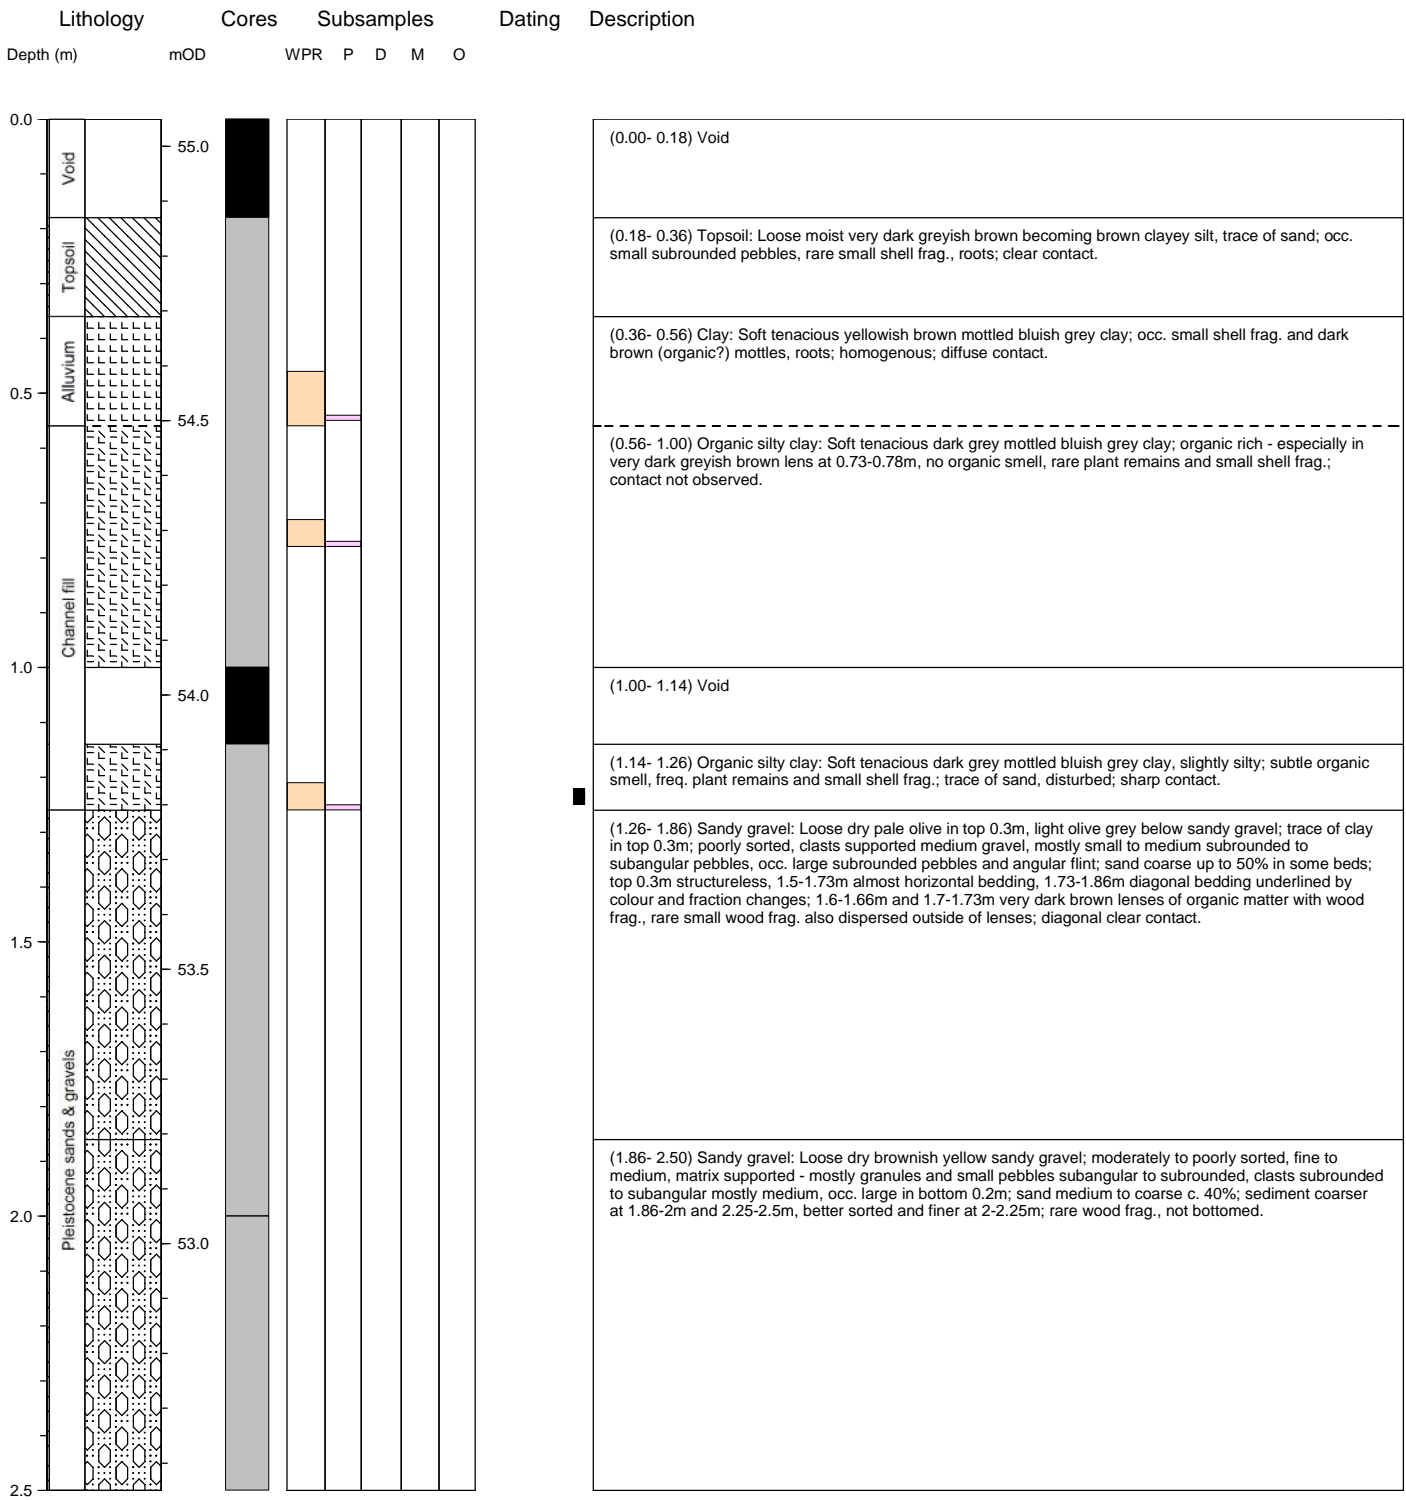 Lithology Cores Subsamples Dating Description
Depth (m) mOD WPR P D M O
0.0
55.0
0.5
54.5
1.0
54.0
1.5
53.5
2.0
53.0
2.5
Void
Topsoil
Alluvium
Channel fill
Pleistocene sands & gravels
(0.00- 0.18) Void
(0.18- 0.36) Topsoil: Loose moist very dark greyish brown becoming brown clayey silt, trace of sand; occ.
small subrounded pebbles, rare small shell frag., roots; clear contact.
(0.36- 0.56) Clay: Soft tenacious yellowish brown mottled bluish grey clay; occ. small shell frag. and dark
brown (organic?) mottles, roots; homogenous; diffuse contact.
(0.56- 1.00) Organic silty clay: Soft tenacious dark grey mottled bluish grey clay; organic rich - especially in
very dark greyish brown lens at 0.73-0.78m, no organic smell, rare plant remains and small shell frag.;
contact not observed.
(1.00- 1.14) Void
(1.14- 1.26) Organic silty clay: Soft tenacious dark grey mottled bluish grey clay, slightly silty; subtle organic
smell, freq. plant remains and small shell frag.; trace of sand, disturbed; sharp contact.
(1.26- 1.86) Sandy gravel: Loose dry pale olive in top 0.3m, light olive grey below sandy gravel; trace of clay
in top 0.3m; poorly sorted, clasts supported medium gravel, mostly small to medium subrounded to
subangular pebbles, occ. large subrounded pebbles and angular flint; sand coarse up to 50% in some beds;
top 0.3m structureless, 1.5-1.73m almost horizontal bedding, 1.73-1.86m diagonal bedding underlined by
colour and fraction changes; 1.6-1.66m and 1.7-1.73m very dark brown lenses of organic matter with wood
frag., rare small wood frag. also dispersed outside of lenses; diagonal clear contact.
(1.86- 2.50) Sandy gravel: Loose dry brownish yellow sandy gravel; moderately to poorly sorted, fine to
medium, matrix supported - mostly granules and small pebbles subangular to subrounded, clasts subrounded
to subangular mostly medium, occ. large in bottom 0.2m; sand medium to coarse c. 40%; sediment coarser
at 1.86-2m and 2.25-2.5m, better sorted and finer at 2-2.25m; rare wood frag., not bottomed.